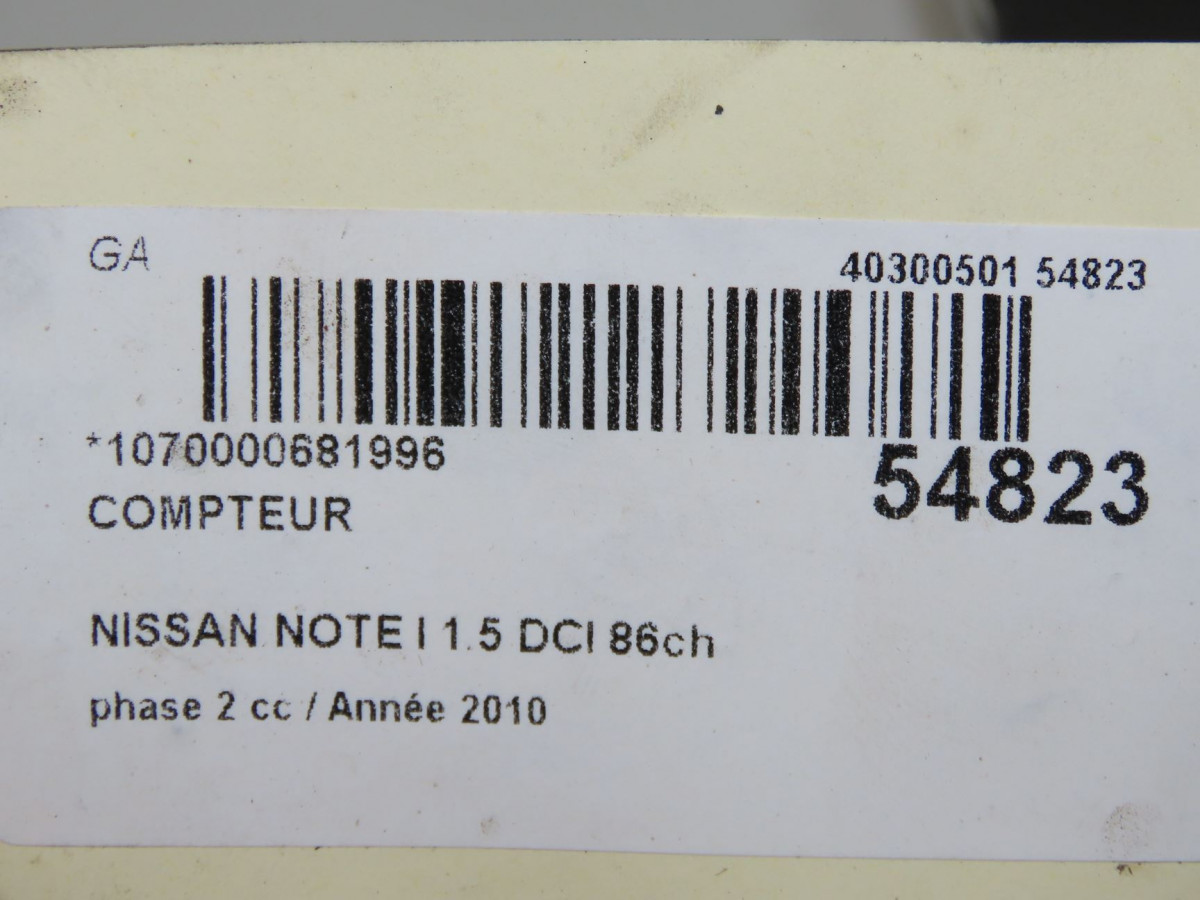 GA
40300501 54823
*1070000681996
54823
COMPTEUR
NISSAN NOTE I 1.5 DCI 86ch
phase 2 cc / Année 2010